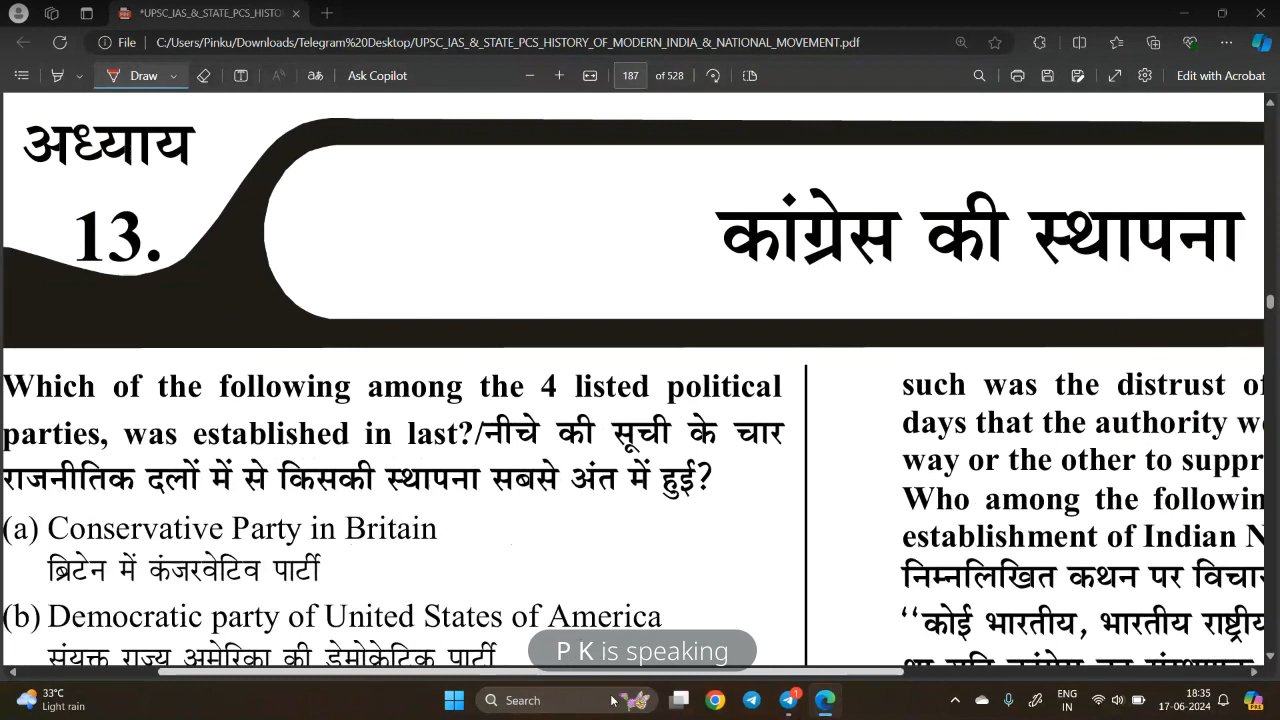 *UPSC_IAS_&_STATE_PCS_HISTO
File C:/Users/Pinku/Downloads/Telegram%20Desktop/UPSC_IAS_&_STATE_PCS_HISTORY_OF_MODERN_INDIA_&_NATIONAL_MOVEMENT.pdf
Draw Ask Copilot 187 of 528 Edit with Acrobat
अध्याय
13.
कांग्रेस की स्थापना
Which of the following among the 4 listed political
parties, was established in last?/नीचे की सूची के चार
राजनीतिक दलों में से किसकी स्थापना सबसे अंत में हुई?
(a) Conservative Party in Britain
ब्रिटेन में कंजरवेटिव पार्टी
(b) Democratic party of United States of America
संयुक्त राज्य अमेरिका की डेमोक्रेटिक पार्टी
such was the distrust of
days that the authority w
way or the other to suppr
Who among the followin
establishment of Indian N
निम्नलिखित कथन पर विचार
‘‘कोई भारतीय, भारतीय राष्ट्रीय
P K is speaking
33°C
Light rain
Search
ENG
IN
18:35
17-06-2024